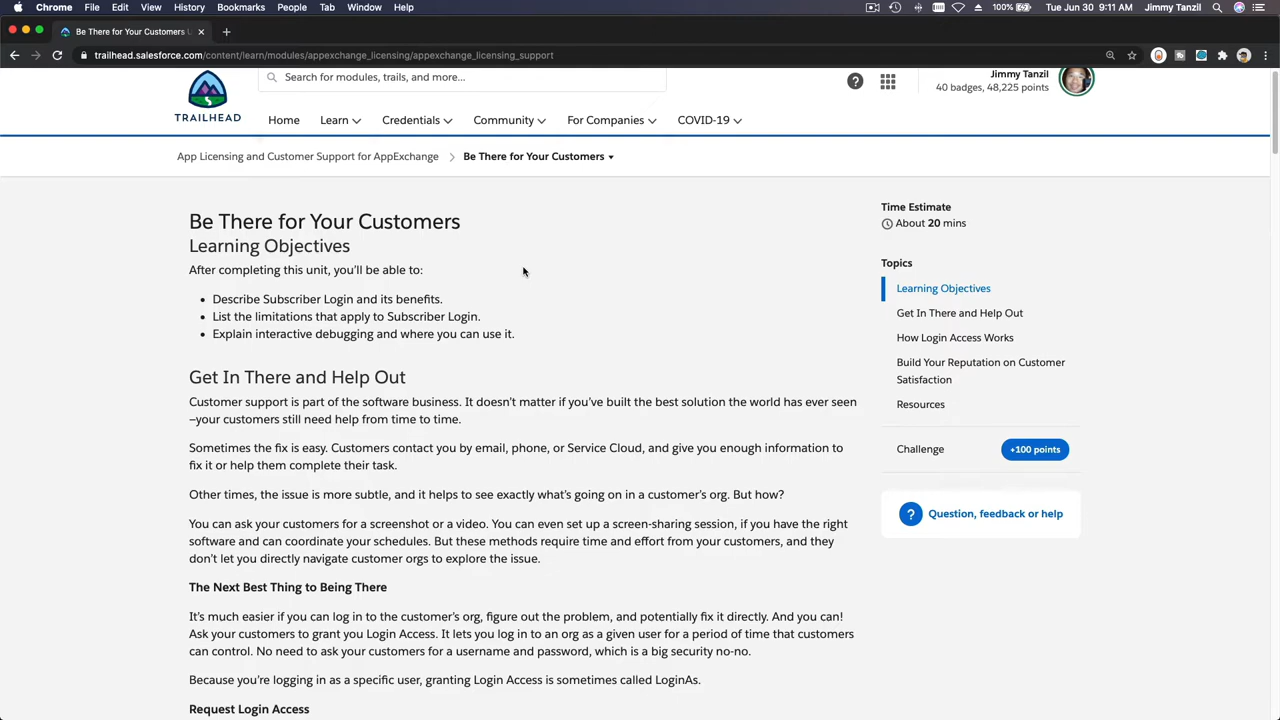 Chrome File Edit View History App Licensing Bookmarks People Tab Window Help 100% Tue Jun 30 9:11 AM Jimmy Tanzil
Be There for Your Customers
trailhead.salesforce.com/content/learn/modules/appexchange_licensing/appexchange_licensing_support
TRAILHEAD
Search for modules, trails, and more...
Jimmy Tanzil
40 badges, 48,225 points
Home Learn Credentials Community For Companies COVID-19
App Licensing and Customer Support for AppExchange Be There for Your Customers
Be There for Your Customers
Learning Objectives
After completing this unit, you'll be able to:
• Describe Subscriber Login and its benefits.
• List the limitations that apply to Subscriber Login.
• Explain interactive debugging and where you can use it.
Get In There and Help Out
Customer support is part of the software business. It doesn't matter if you've built the best solution the world has ever seen
—your customers still need help from time to time.
Sometimes the fix is easy. Customers contact you by email, phone, or Service Cloud, and give you enough information to
fix it or help them complete their task.
Other times, the issue is more subtle, and it helps to see exactly what's going on in a customer's org. But how?
You can ask your customers for a screenshot or a video. You can even set up a screen-sharing session, if you have the right
software and can coordinate your schedules. But these methods require time and effort from your customers, and they
don't let you directly navigate customer orgs to explore the issue.
The Next Best Thing to Being There
It's much easier if you can log in to the customer's org, figure out the problem, and potentially fix it directly. And you can!
Ask your customers to grant you Login Access. It lets you log in to an org as a given user for a period of time that customers
can control. No need to ask your customers for a username and password, which is a big security no-no.
Because you're logging in as a specific user, granting Login Access is sometimes called LoginAs.
Request Login Access
Time Estimate
About 20 mins
Topics
Learning Objectives
Get In There and Help Out
How Login Access Works
Build Your Reputation on Customer
Satisfaction
Resources
Challenge +100 points
? Question, feedback or help